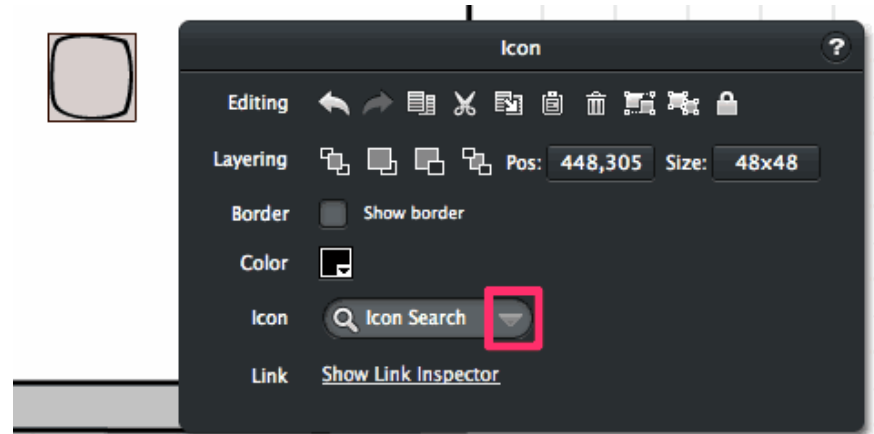 Icon ?
Editing
Layering Pos: 448,305 Size: 48x48
Border Show border
Color
Icon Icon Search
Link Show Link Inspector